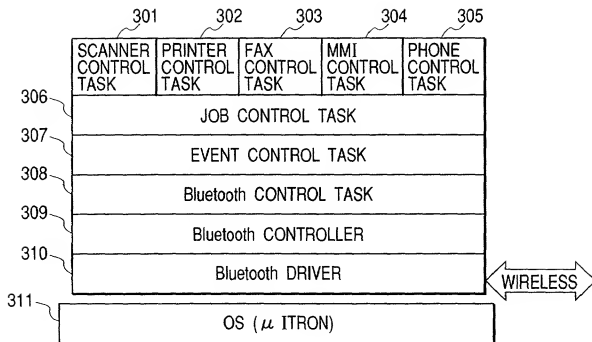 301 302 303 304 305
SCANNER CONTROL TASK
PRINTER CONTROL TASK
FAX CONTROL TASK
MMI CONTROL TASK
PHONE CONTROL TASK
306 JOB CONTROL TASK
307 EVENT CONTROL TASK
308 Bluetooth CONTROL TASK
309 Bluetooth CONTROLLER
310 Bluetooth DRIVER
WIRELESS
311 OS (μ ITRON)